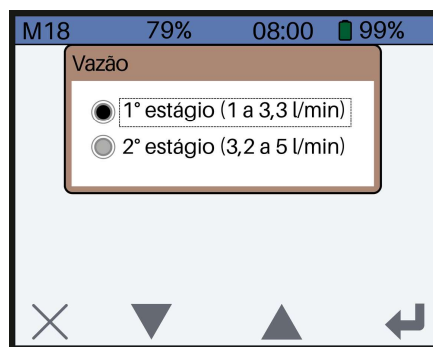 M18 79% 08:00 99%
Vazão
1° estágio (1 a 3,3 l/min)
2° estágio (3,2 a 5 l/min)